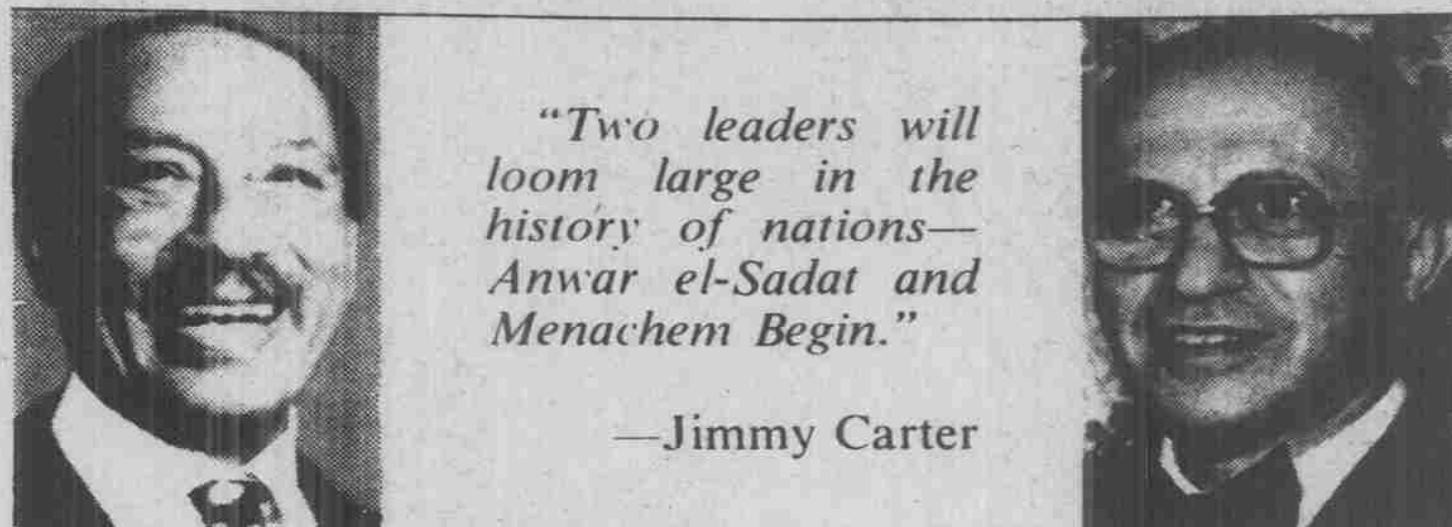 “Two leaders will
loom large in the
history of nations—
Anwar el-Sadat and
Menachem Begin.”
—Jimmy Carter